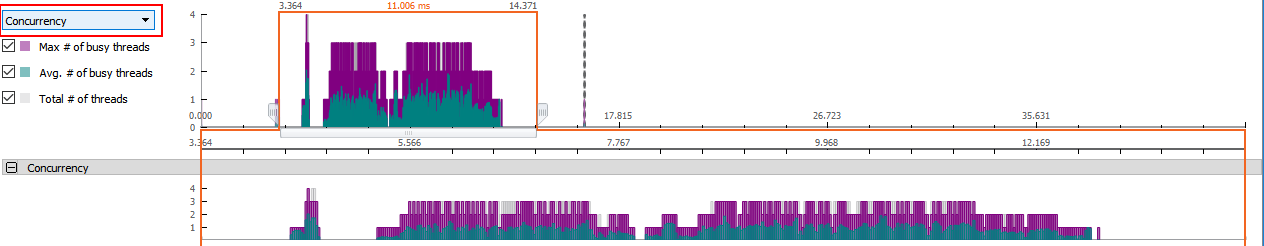 3.364 11.006 ms 14.371
Concurrency
Max # of busy threads
Avg. # of busy threads
Total # of threads
4
3
2
1
0
0.000 17.815 26.723 35.631
3.364 5.566 7.767 9.968 12.169
Concurrency
4
3
2
1